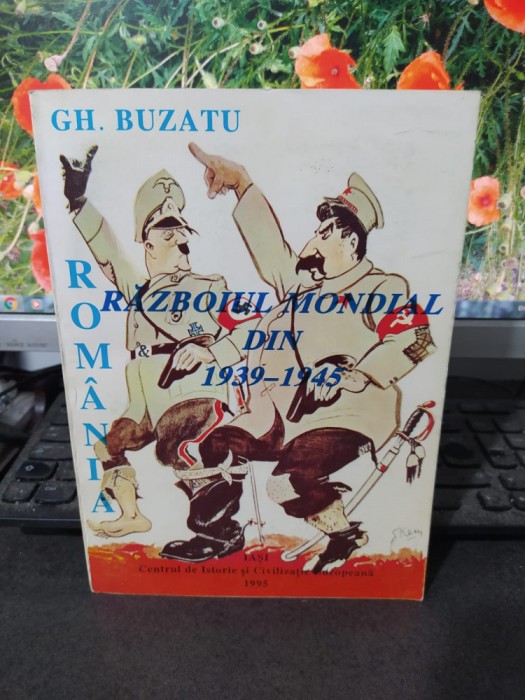 GH. BUZATU
ROMÂNIA
&
RĂZBOIUL MONDIAL
DIN
1939-1945
IAȘI
Centrul de Istorie și Civilizație Europeană
1995